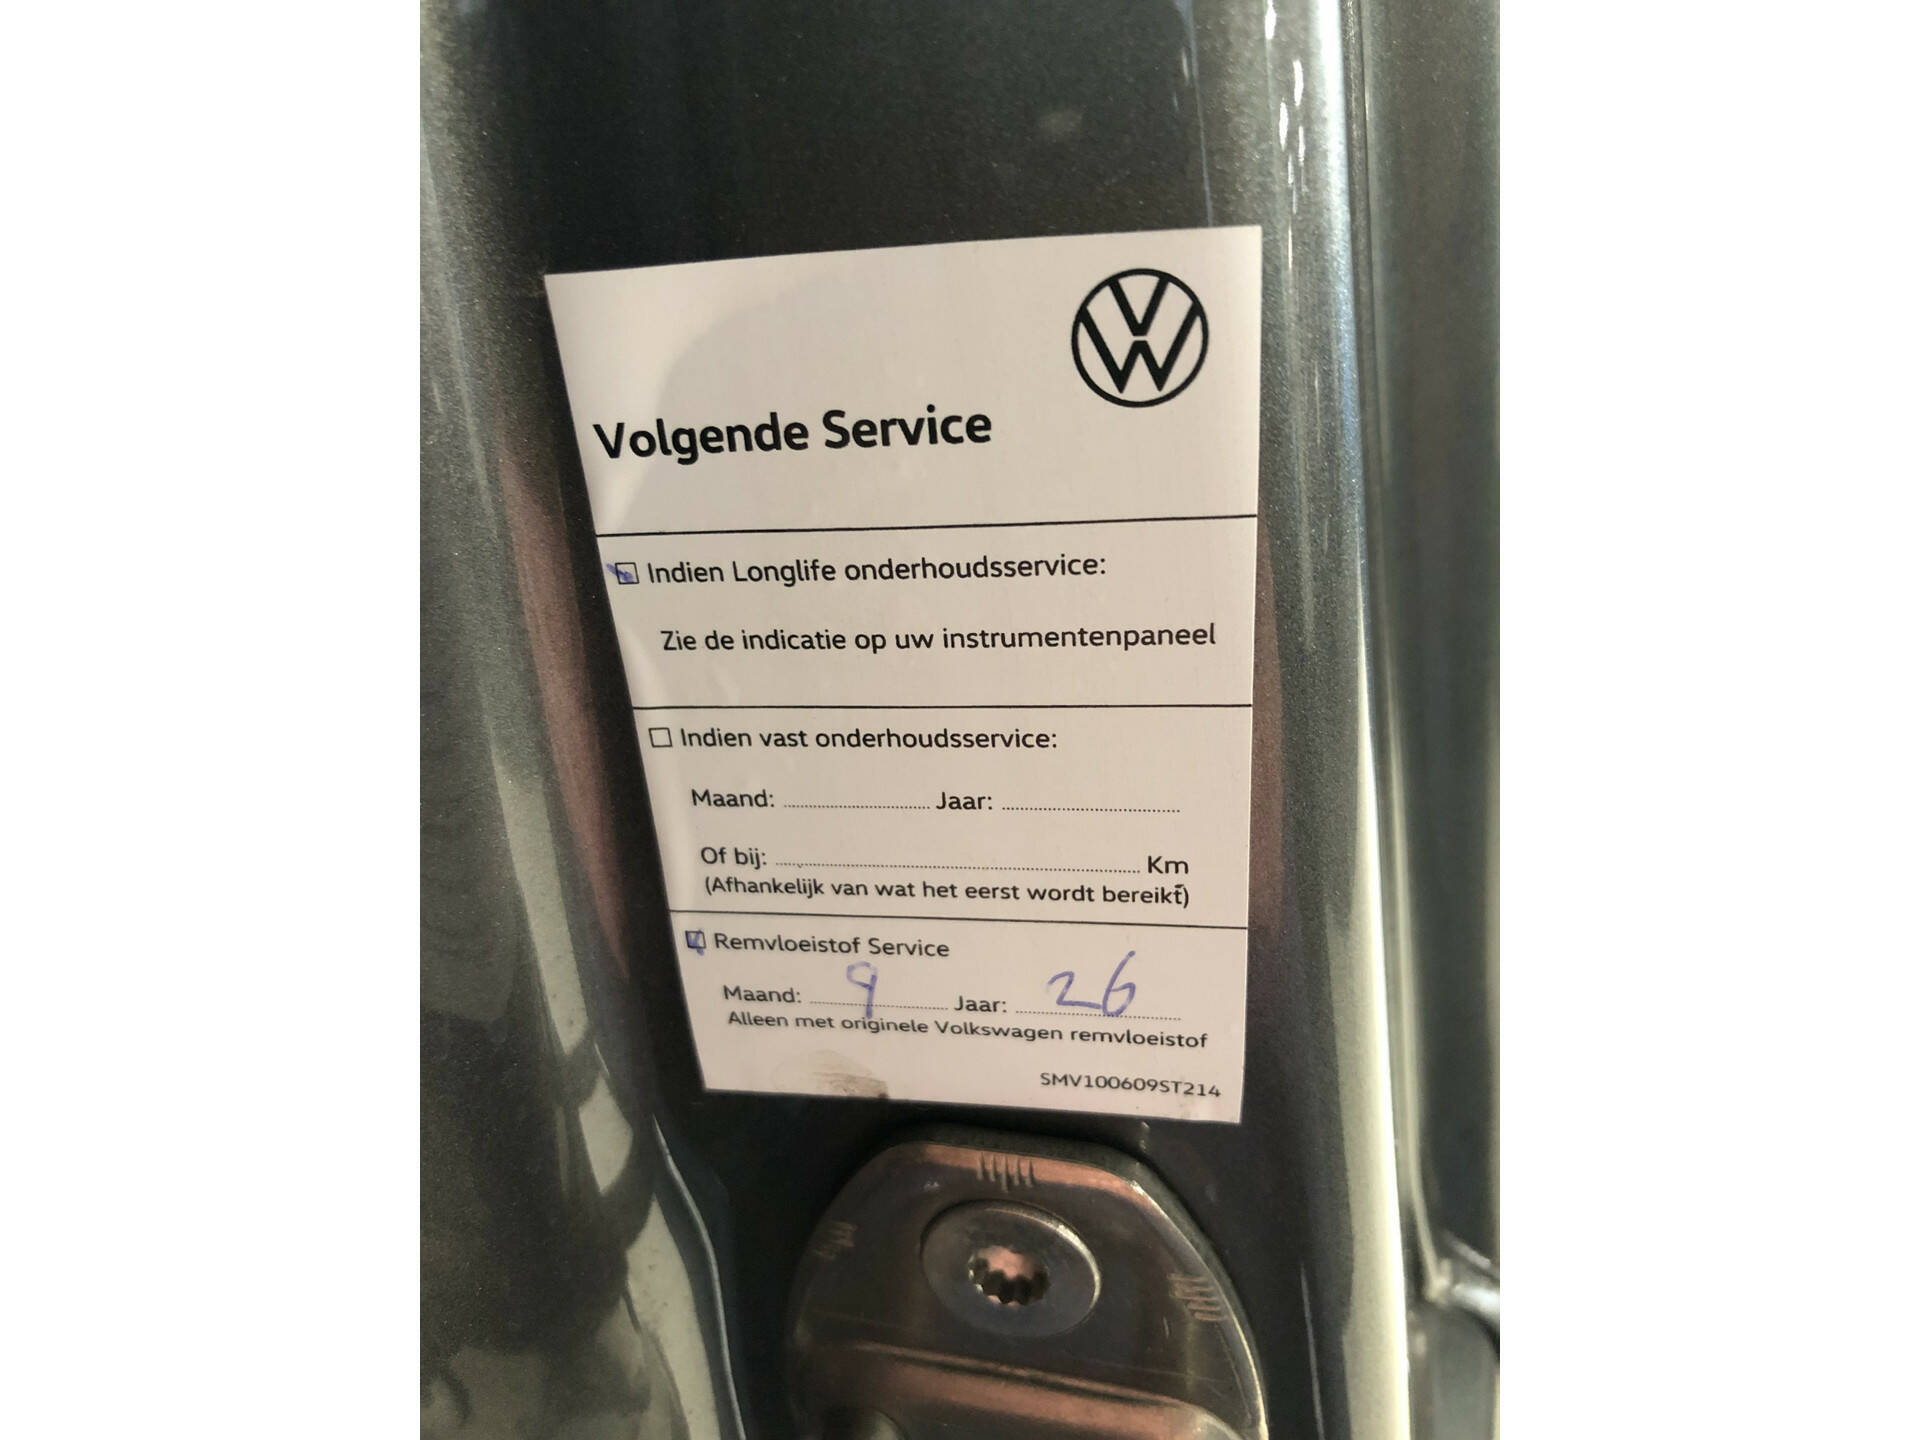 VW
Volgende Service
Indien Longlife onderhoudsservice:
Zie de indicatie op uw instrumentenpaneel
Indien vast onderhoudsservice:
Maand: Jaar:
Of bij: Km
(Afhankelijk van wat het eerst wordt bereikt)
Remvloeistof Service
Maand: 9 Jaar: 26
Alleen met originele Volkswagen remvloeistof
SMV100609ST214